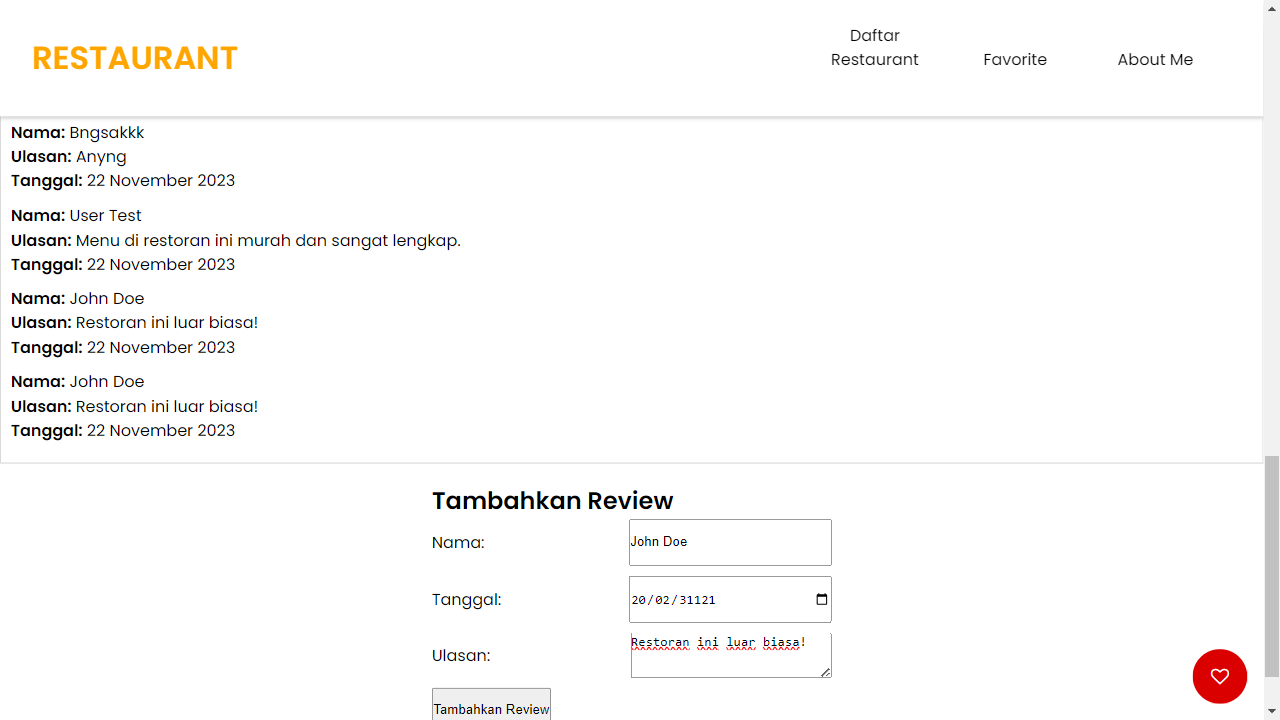 RESTAURANT
Daftar
Restaurant
Favorite
About Me
Nama: Bngsakkk
Ulasan: Anyng
Tanggal: 22 November 2023
Nama: User Test
Ulasan: Menu di restoran ini murah dan sangat lengkap.
Tanggal: 22 November 2023
Nama: John Doe
Ulasan: Restoran ini luar biasa!
Tanggal: 22 November 2023
Nama: John Doe
Ulasan: Restoran ini luar biasa!
Tanggal: 22 November 2023
Tambahkan Review
Nama: John Doe
Tanggal: 20/02/31121
Ulasan: Restoran ini luar biasa!
Tambahkan Review